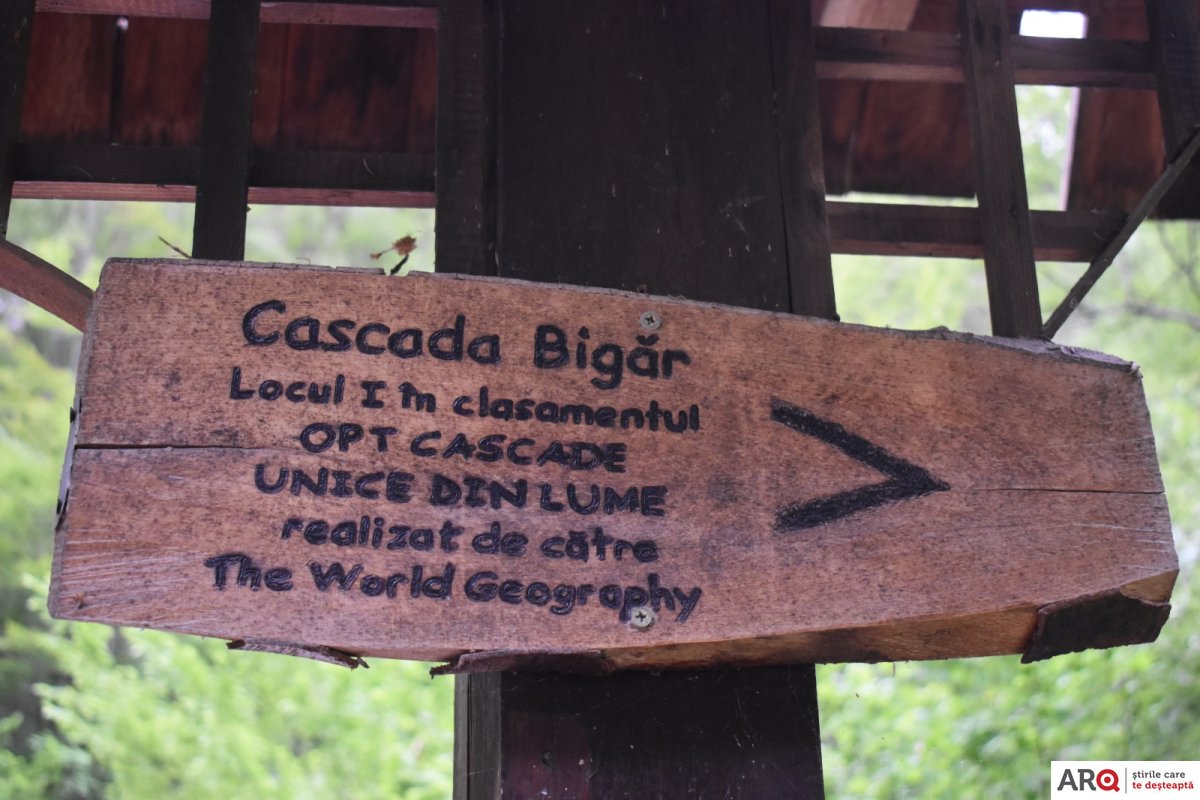 Cascada Bigăr
Locul I în clasamentul
OPT CASCADE
UNICE DIN LUME
realizat de către
The World Geography
>
ARQ
știrile care
te deșteaptă